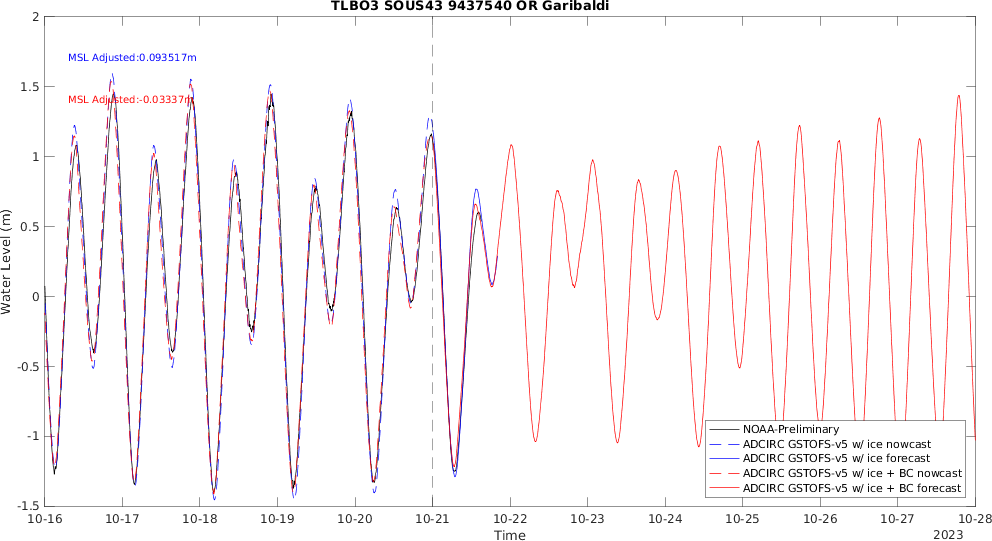 TLBO3 SOUS43 9437540 OR Garibaldi
2
MSL Adjusted:0.093517m
1.5
MSL Adjusted:-0.03337m
1
0.5
Water Level (m)
0
-0.5
-1
-1.5
NOAA-Preliminary
ADCIRC GSTOFS-v5 w/ ice nowcast
ADCIRC GSTOFS-v5 w/ ice forecast
ADCIRC GSTOFS-v5 w/ ice + BC nowcast
ADCIRC GSTOFS-v5 w/ ice + BC forecast
10-16 10-17 10-18 10-19 10-20 10-21 10-22 10-23 10-24 10-25 10-26 10-27 10-28
Time
2023